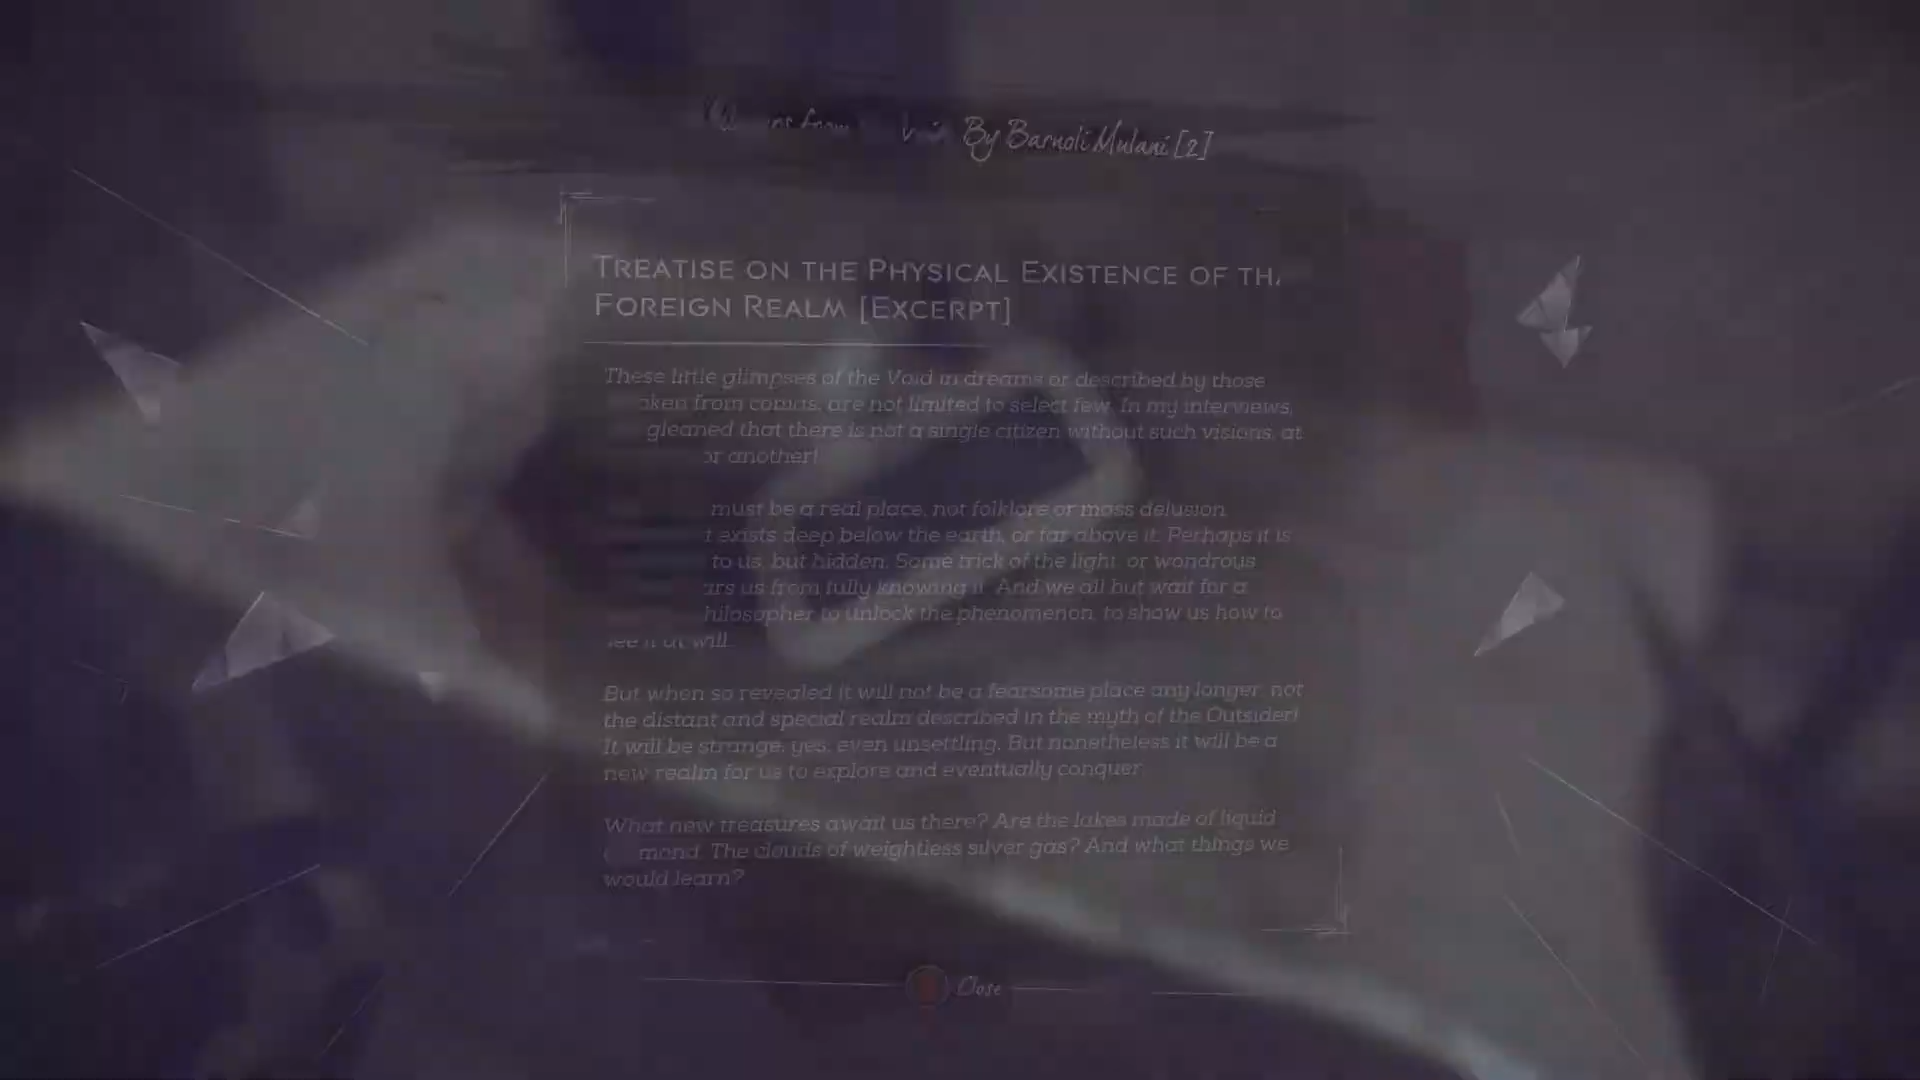 By Barnoli Mulani [2]
TREATISE ON THE PHYSICAL EXISTENCE OF
FOREIGN REALM [EXCERPT]
These little glimpses of the Void in dreams or described by those
from comas, are not limited to select few. In my interviews,
gleaned that there is not a single citizen without such visions, at
or another!
must be a real place, not folklore or mass delusion.
exists deep below the earth, or far above it. Perhaps it is
to us, but hidden. Some trick of the light, or wondrous
us from fully knowing it. And we all but wait for a
to unlock the phenomenon, to show us how to
see it at will.
But when so revealed it will not be a fearsome place any longer, not
the distant and special realm described in the myth of the Outsider!
It will be strange, yes, even unsettling. But nonetheless it will be a
new realm for us to explore and eventually conquer.
What new treasures await us there? Are the lakes made of liquid
The clouds of weightless silver gas? And what things we
would learn?
Close